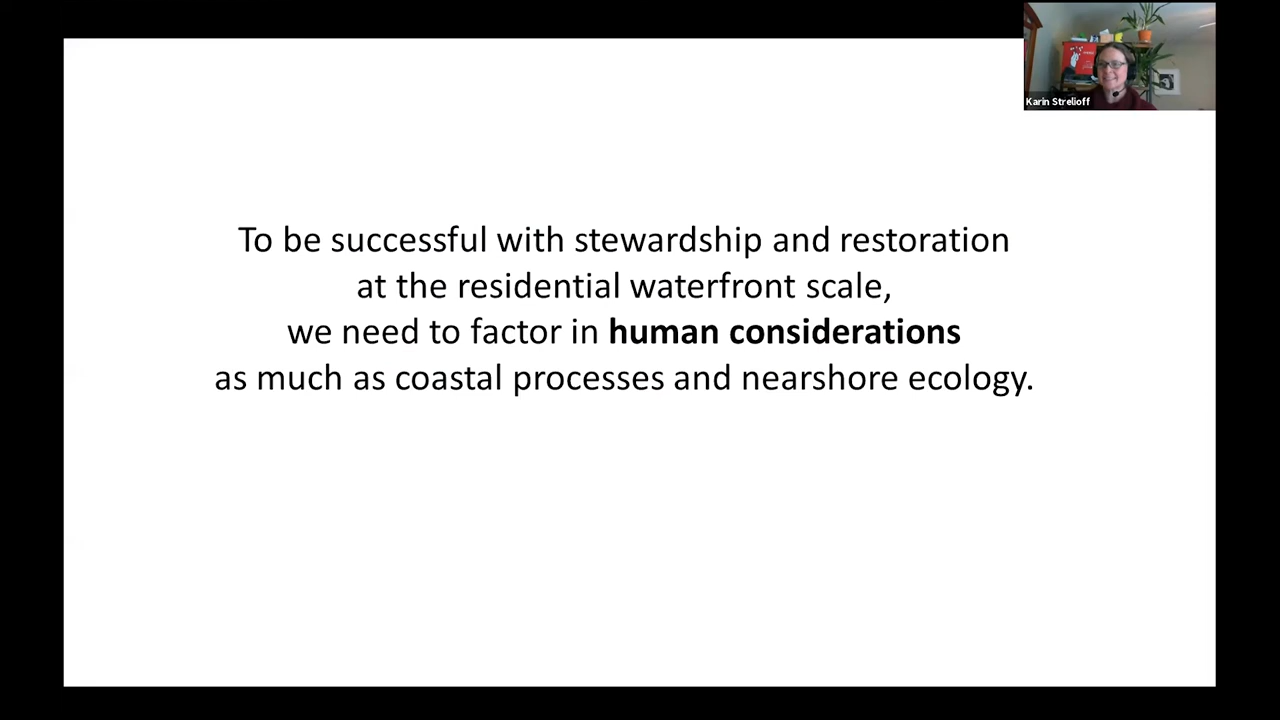 Karin Strelioff
To be successful with stewardship and restoration
at the residential waterfront scale,
we need to factor in human considerations
as much as coastal processes and nearshore ecology.